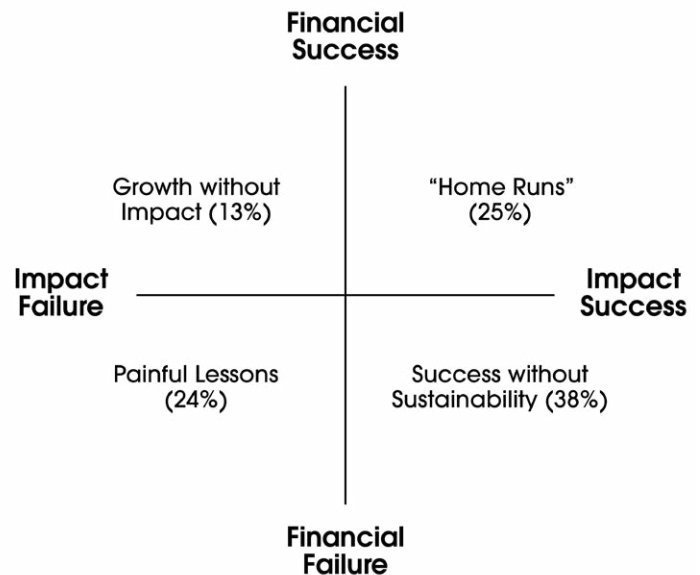 Financial
Success
Growth without
Impact (13%)
“Home Runs”
(25%)
Impact
Failure
Impact
Success
Painful Lessons
(24%)
Success without
Sustainability (38%)
Financial
Failure